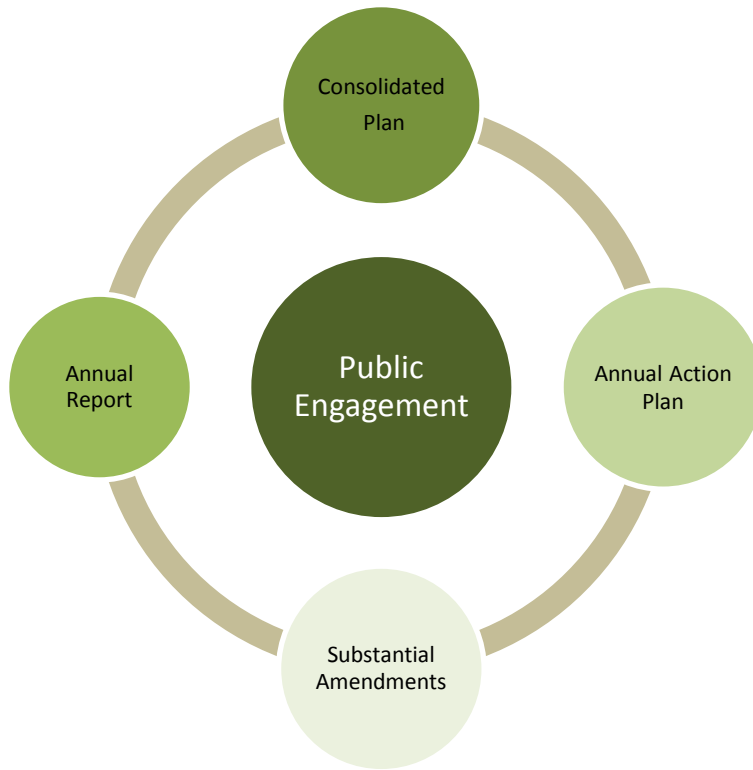 Consolidated
Plan
Annual
Report
Public
Engagement
Annual Action
Plan
Substantial
Amendments